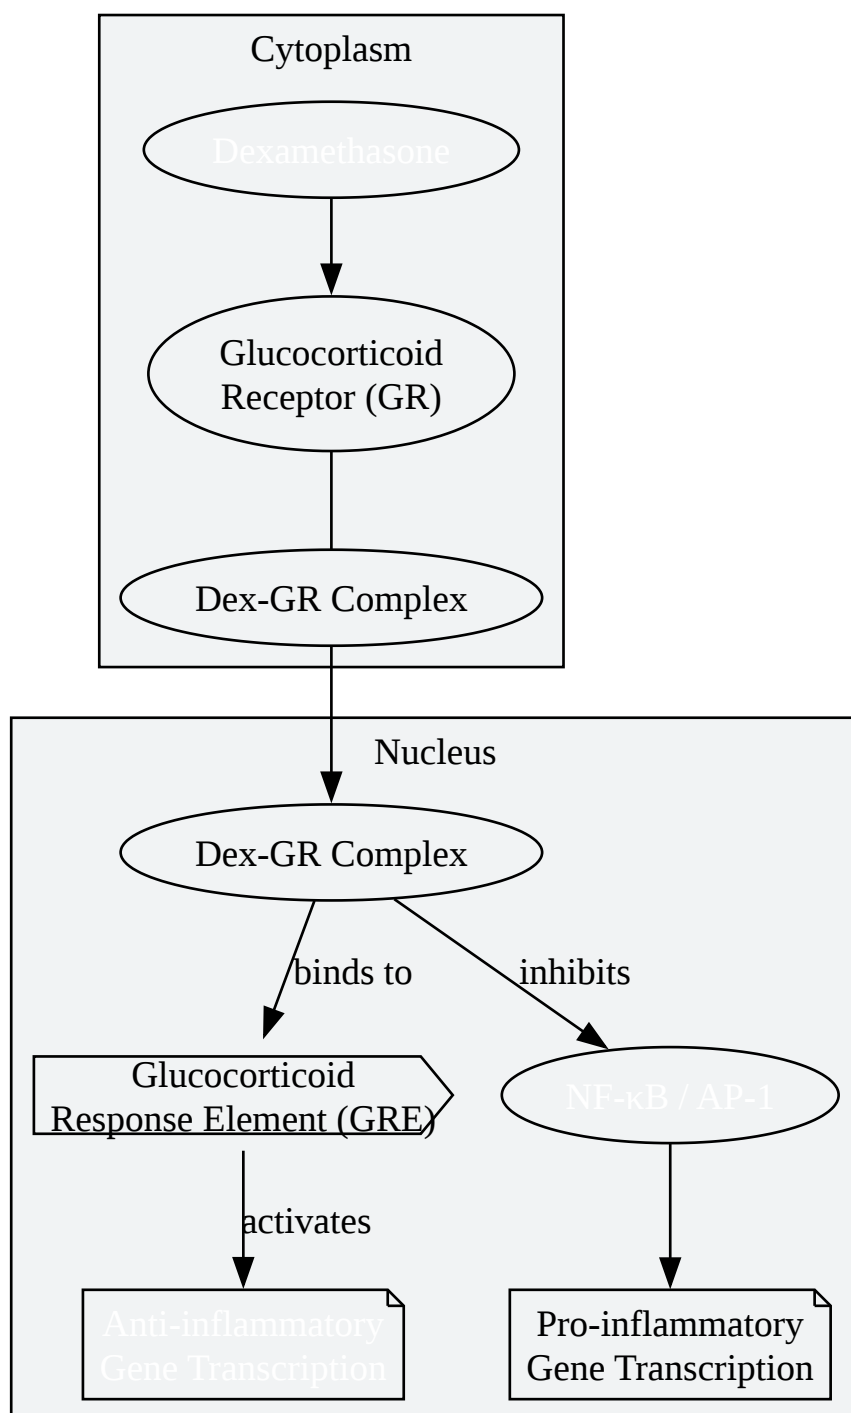 Cytoplasm
Dexamethasone
Glucocorticoid
Receptor (GR)
Dex-GR Complex
Nucleus
Dex-GR Complex
binds to
inhibits
Glucocorticoid
Response Element (GRE)
NF-κB / AP-1
activates
Anti-inflammatory
Gene Transcription
Pro-inflammatory
Gene Transcription